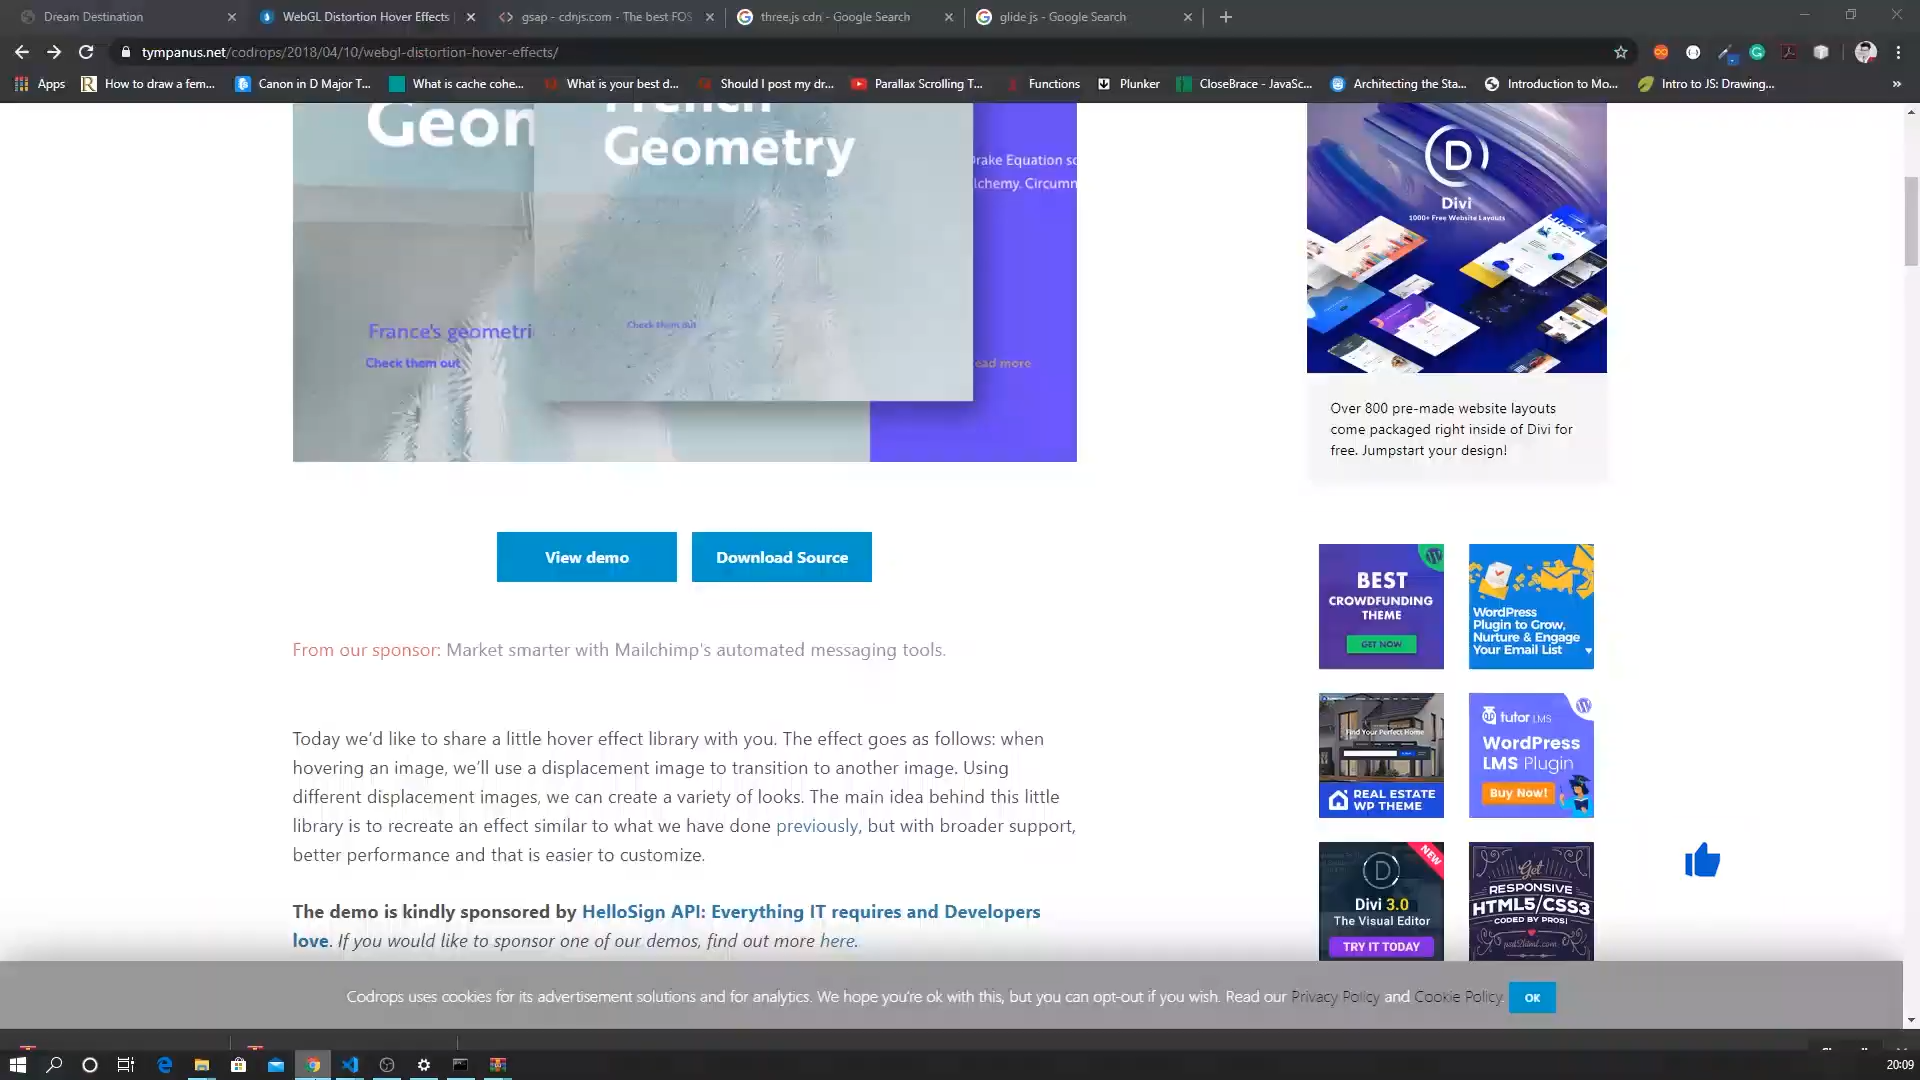 Dream Destination
WebGL Distortion Hover Effects
gsap - cdnjs.com - The best FOS
three.js cdn - Google Search
glide js - Google Search
tympanus.net/codrops/2018/04/10/webgl-distortion-hover-effects/
Apps
How to draw a fem...
Canon in D Major T...
What is cache cohe...
What is your best d...
Should I post my dr...
Parallax Scrolling T...
Functions
Plunker
CloseBrace - JavaSc...
Architecting the Sta...
Introduction to Mo...
Intro to JS: Drawing...
»
Geom
French
Geometry
Drake Equation sc
lchemy. Circumn
France's geometri
Check them out
Check them out
ead more
D
Divi
1000+ Free Website Layouts
Over 800 pre-made website layouts
come packaged right inside of Divi for
free. Jumpstart your design!
View demo
Download Source
From our sponsor: Market smarter with Mailchimp's automated messaging tools.
Today we’d like to share a little hover effect library with you. The effect goes as follows: when
hovering an image, we’ll use a displacement image to transition to another image. Using
different displacement images, we can create a variety of looks. The main idea behind this little
library is to recreate an effect similar to what we have done previously, but with broader support,
better performance and that is easier to customize.
The demo is kindly sponsored by HelloSign API: Everything IT requires and Developers
love. If you would like to sponsor one of our demos, find out more here.
BEST
CROWDFUNDING
THEME
GET NOW
WordPress
Plugin to Grow,
Nurture & Engage
Your Email List
Find Your Perfect Home
REAL ESTATE
WP THEME
tutor LMS
WordPress
LMS Plugin
Buy Now!
NEW
D
Divi 3.0
The Visual Editor
TRY IT TODAY
Get
RESPONSIVE
HTML5/CSS3
CODED BY PROS!
psd2html.com
Codrops uses cookies for its advertisement solutions and for analytics. We hope you're ok with this, but you can opt-out if you wish. Read our Privacy Policy and Cookie Policy.
OK
20:09